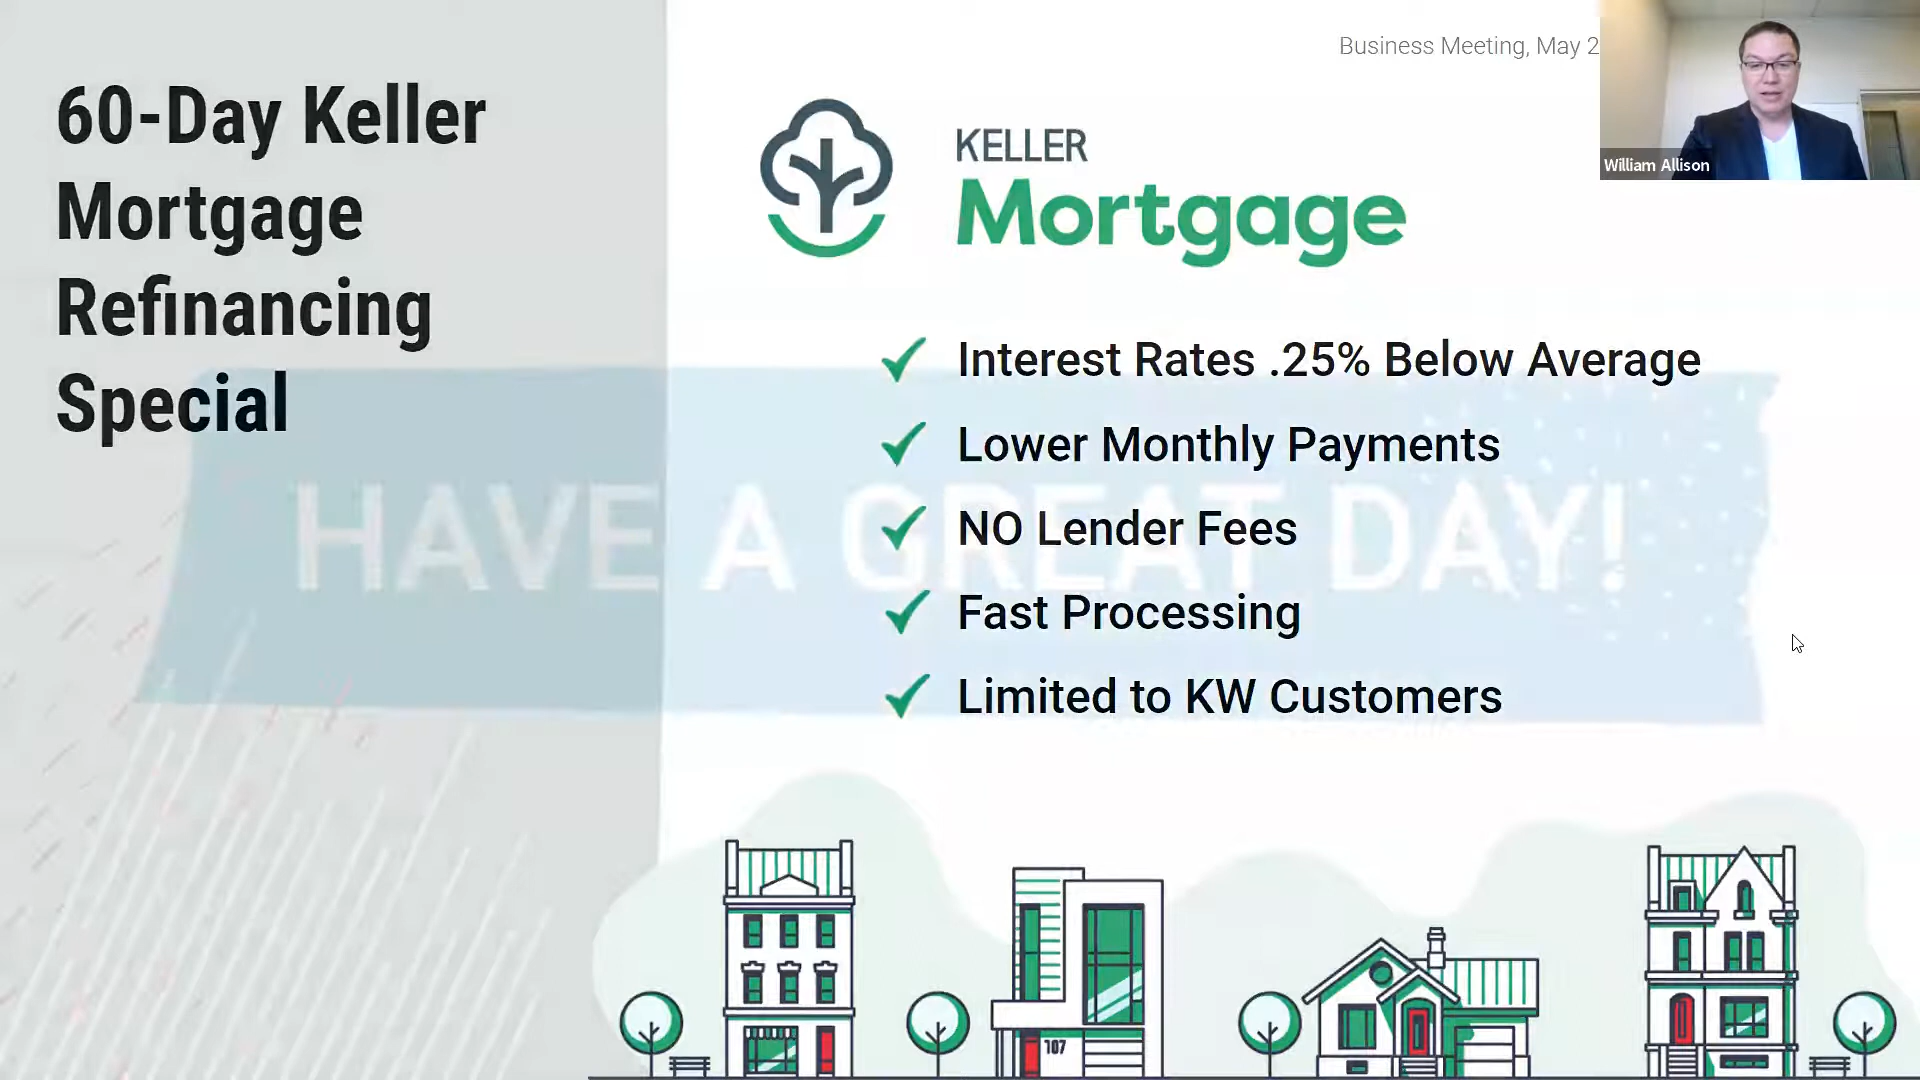 60-Day Keller
Mortgage
Refinancing
Special
Business Meeting, May 2
William Allison
KELLER
Mortgage
Interest Rates .25% Below Average
Lower Monthly Payments
NO Lender Fees
Fast Processing
Limited to KW Customers
HAVE A GREAT DAY!
107